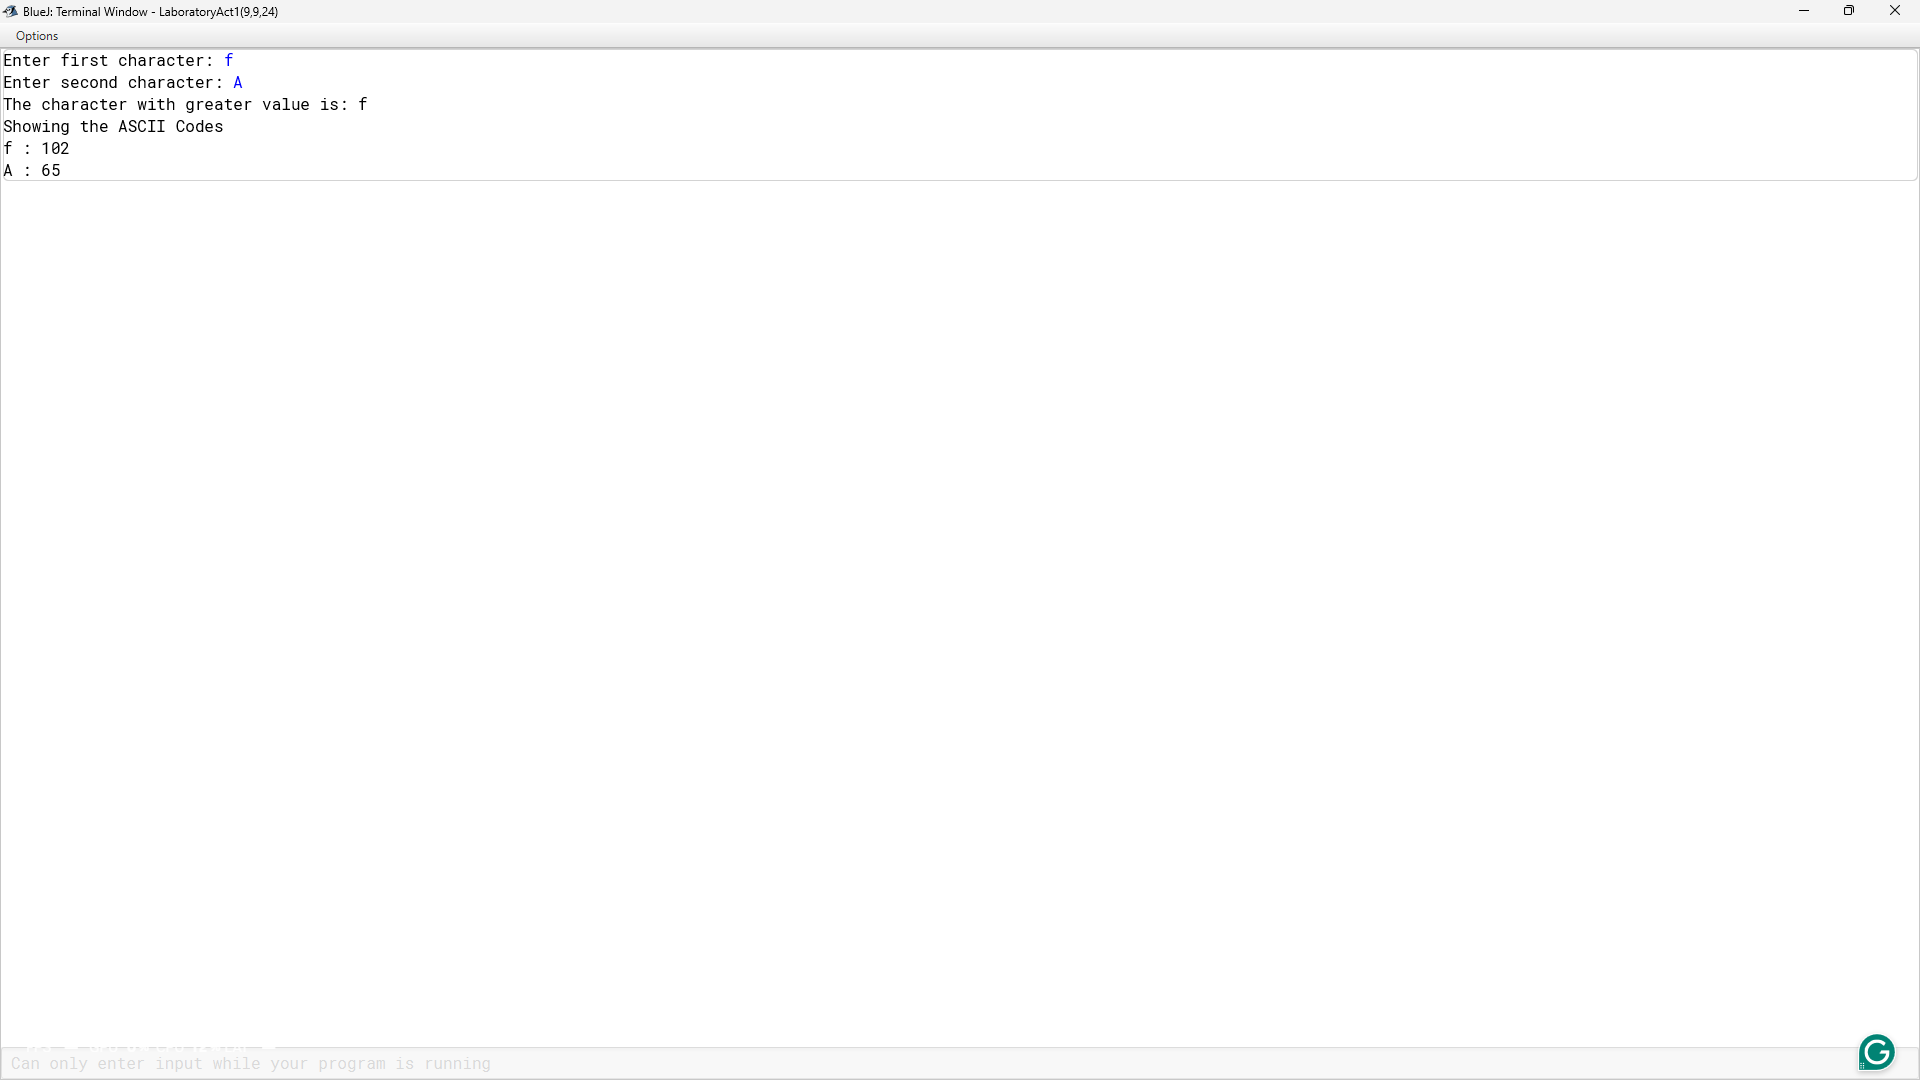 BlueJ: Terminal Window - LaboratoryAct1(9,9,24)
Options
Enter first character: f
Enter second character: A
The character with greater value is: f
Showing the ASCII Codes
f : 102
A : 65
Can only enter input while your program is running